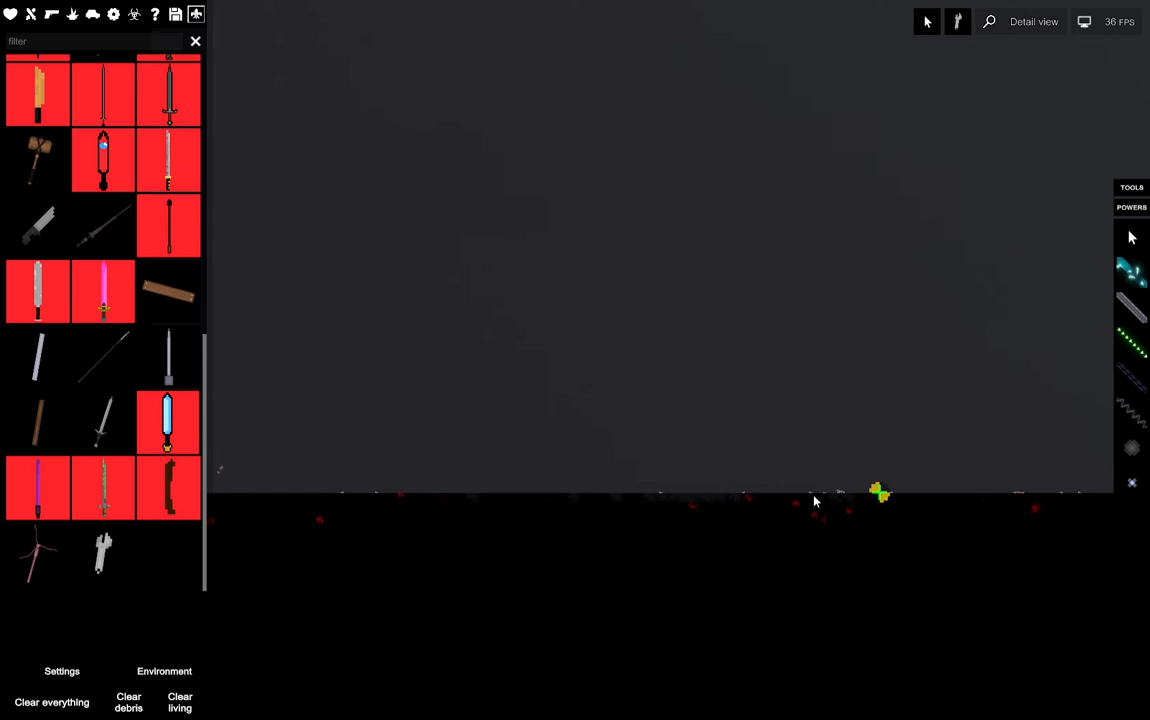 ?
filter
Detail view
36 FPS
TOOLS
POWERS
Settings
Environment
Clear everything
Clear
debris
Clear
living